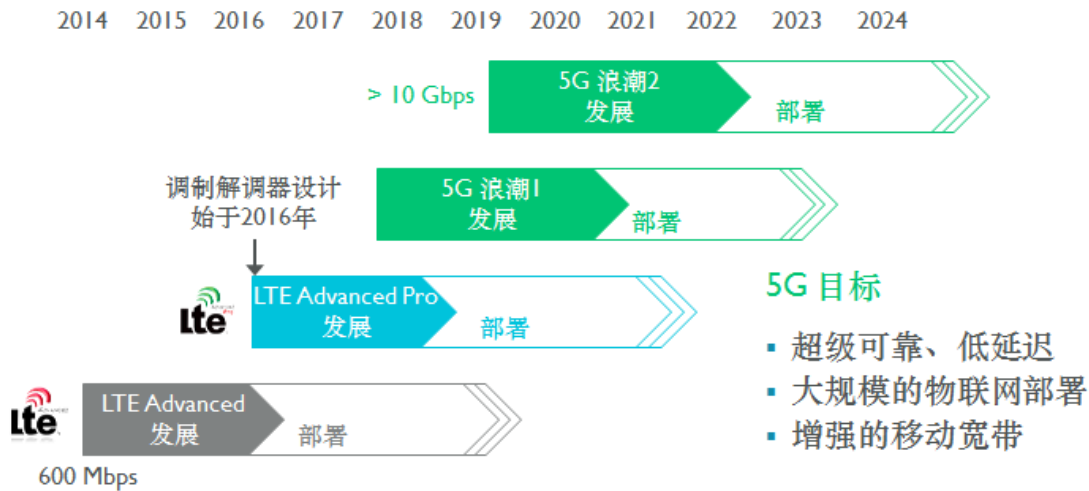 2014 2015 2016 2017 2018 2019 2020 2021 2022 2023 2024
> 10 Gbps
5G 浪潮2
发展
部署
调制解调器设计
始于2016年
5G 浪潮1
发展
部署
Lte
LTE Advanced Pro
发展
部署
5G 目标
▪ 超级可靠、低延迟
▪ 大规模的物联网部署
▪ 增强的移动宽带
Lte
LTE Advanced
发展
部署
600 Mbps